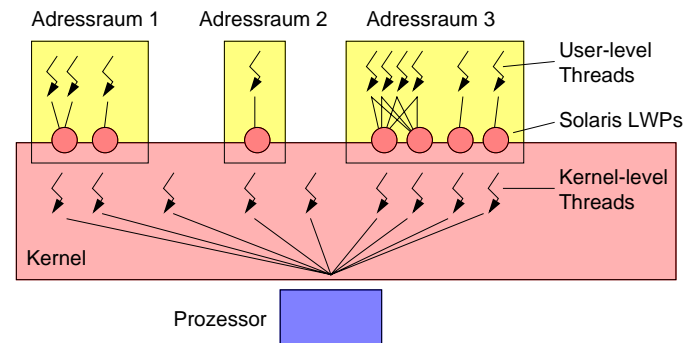 Adressraum 1
Adressraum 2
Adressraum 3
User-level
Threads
Solaris LWPs
Kernel-level
Threads
Kernel
Prozessor